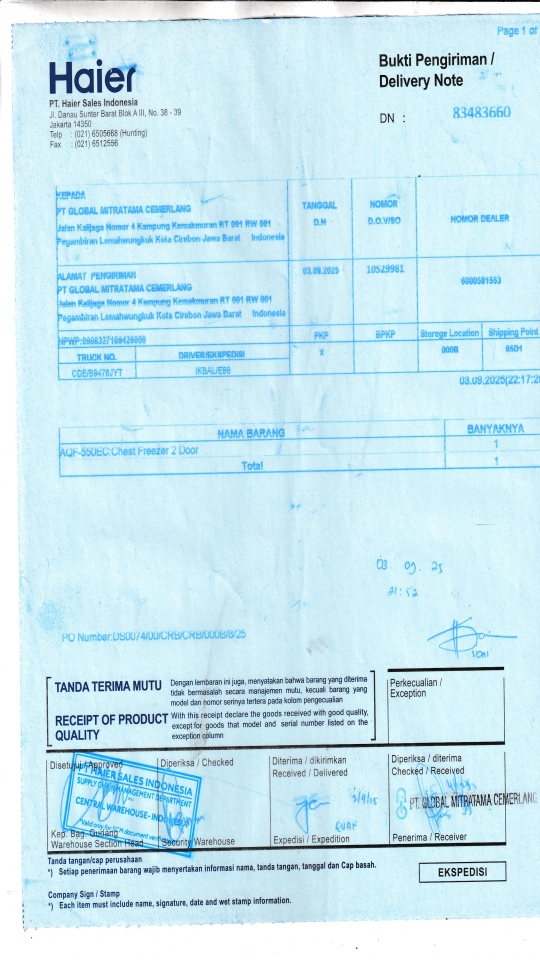 Page 1 of
Haier
PT. Haier Sales Indonesia
Jl. Danau Sunter Barat Blok A III, No. 38 - 39
Jakarta 14350
Telp : (021) 6505668 (Hunting)
Fax : (021) 6512556
Bukti Pengiriman /
Delivery Note
DN : 83483660
KEPADA
PT GLOBAL MITRATAMA CEMERLANG
Jalan Kalijaga Nomor 4 Kampung Kemakmuran RT 001 RW 001
Pegambiran Lemahwungkuk Kota Cirebon Jawa Barat Indonesia
TANGGAL
D.N
NOMOR
D.O.Y/SO
NOMOR DEALER
ALAMAT PENGIRIMAN
PT GLOBAL MITRATAMA CEMERLANG
Jalan Kalijaga Nomor 4 Kampung Kemakmuran RT 001 RW 001
Pegambiran Lemahwungkuk Kota Cirebon Jawa Barat Indonesia
03.09.2025
10529981
6000581553
NPWP:0908327109426000
PKP
BPKP
Storege Location
Shipping Point
TRUCK NO.
DRIVER/EKSPEDISI
X
000B
85D1
CDE/B9478JYT
IKBAL/E88
03.09.2025(22:17:2
NAMA BARANG
BANYAKNYA
AQF-550EC:Chest Freezer 2 Door
1
Total
1
03. 09. 25
21:52
PO Number:DS0074/00/CRB/CRB/000B/8/25
TANDA TERIMA MUTU
Dengan lembaran ini juga, menyatakan bahwa barang yang diterima
tidak bermasalah secara manajemen mutu, kecuali barang yang
model dan nomor serinya tertera pada kolom pengecualian
RECEIPT OF PRODUCT
QUALITY
With this receipt declare the goods received with good quality,
except for goods that model and serial number listed on the
exception column
Perkecualian /
Exception
Disetujui / Approved
Diperiksa / Checked
Diterima / dikirimkan
Received / Delivered
Diperiksa / diterima
Checked / Received
PT HAIER SALES INDONESIA
SUPPLY CHAIN MANAGEMENT DEPARTMENT
CENTRAL WAREHOUSE- INDONESIA
PT. GLOBAL MITRATAMA CEMERLANG
Kep. Bag. Gudang
Warehouse Section Head
Security Warehouse
Expedisi / Expedition
Penerima / Receiver
Tanda tangan/cap perusahaan
*) Setiap penerimaan barang wajib menyertakan informasi nama, tanda tangan, tanggal dan Cap basah.
EKSPEDISI
Company Sign / Stamp
*) Each item must include name, signature, date and wet stamp information.